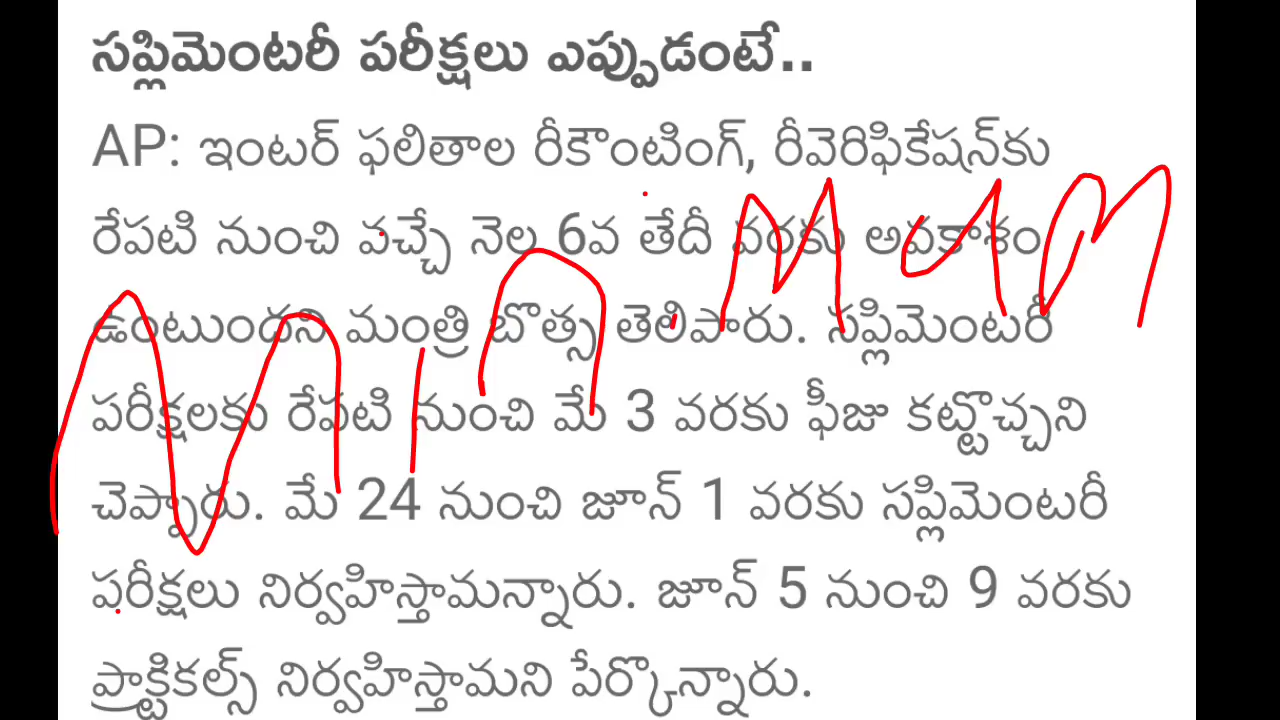 సప్లిమెంటరీ పరీక్షలు ఎప్పుడంటే..
AP: ఇంటర్ ఫలితాల రీకౌంటింగ్, రీవెరిఫికేషన్‌కు
రేపటి నుంచి వచ్చే నెల 6వ తేదీ వరకు అవకాశం
ఉంటుందని మంత్రి బొత్స తెలిపారు. సప్లిమెంటరీ
పరీక్షలకు రేపటి నుంచి మే 3 వరకు ఫీజు కట్టొచ్చని
చెప్పారు. మే 24 నుంచి జూన్ 1 వరకు సప్లిమెంటరీ
పరీక్షలు నిర్వహిస్తామన్నారు. జూన్ 5 నుంచి 9 వరకు
ప్రాక్టికల్స్ నిర్వహిస్తామని పేర్కొన్నారు.